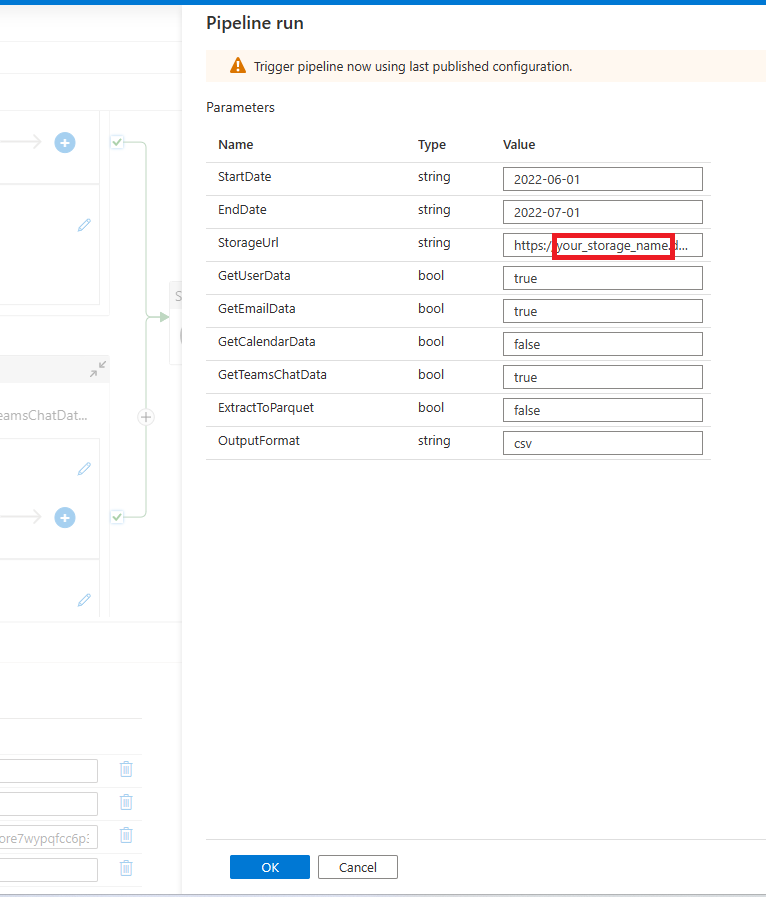 Pipeline run
Trigger pipeline now using last published configuration.
Parameters
Name Type Value
StartDate string 2022-06-01
EndDate string 2022-07-01
StorageUrl string https://your_storage_name.d...
GetUserData bool true
GetEmailData bool true
GetCalendarData bool false
GetTeamsChatData bool true
ExtractToParquet bool false
OutputFormat string csv
S
eamsChatDat...
ore7wypqfcc6p3
OK Cancel